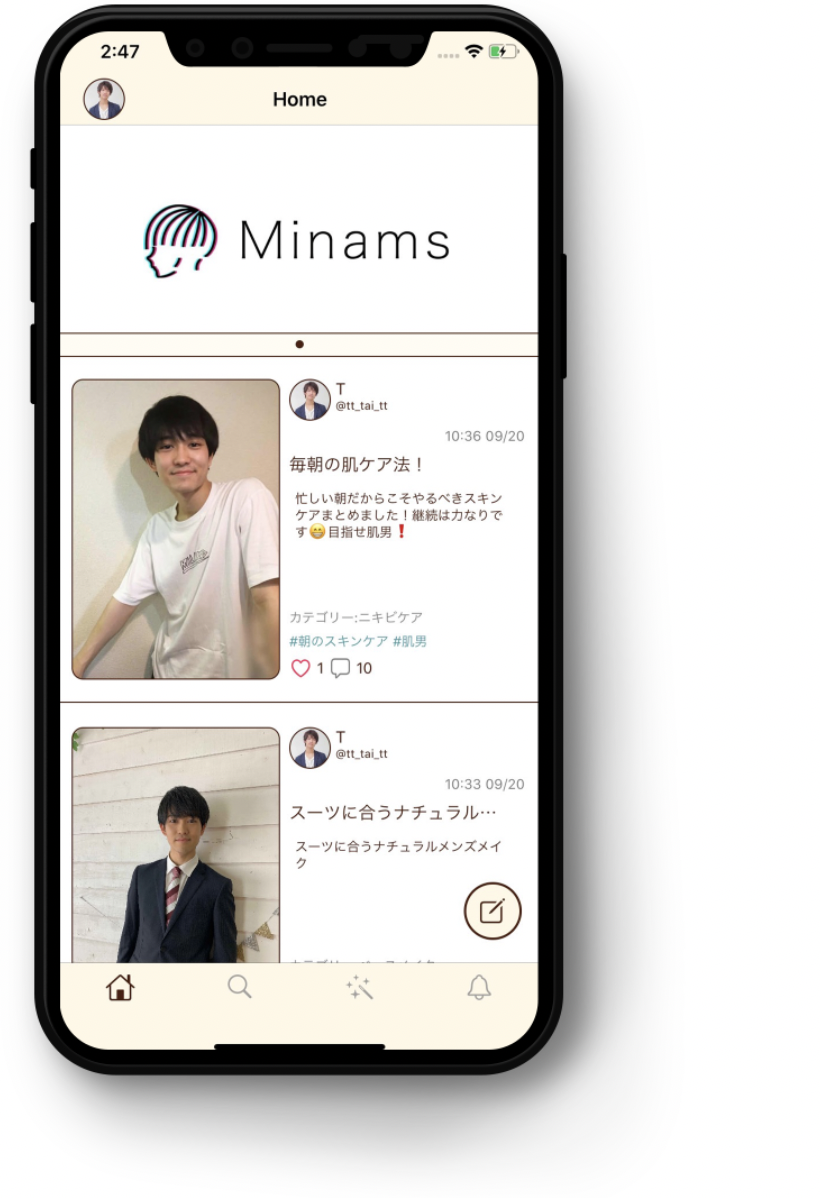 2:47
Home
Minams
T
@tt_tai_tt
10:36 09/20
毎朝の肌ケア法！
忙しい朝だからこそやるべきスキン
ケアまとめました！継続は力なりで
す😁目指せ肌男❗
カテゴリー:ニキビケア
#朝のスキンケア #肌男
1 10
T
@tt_tai_tt
10:33 09/20
スーツに合うナチュラル…
スーツに合うナチュラルメンズメイ
ク